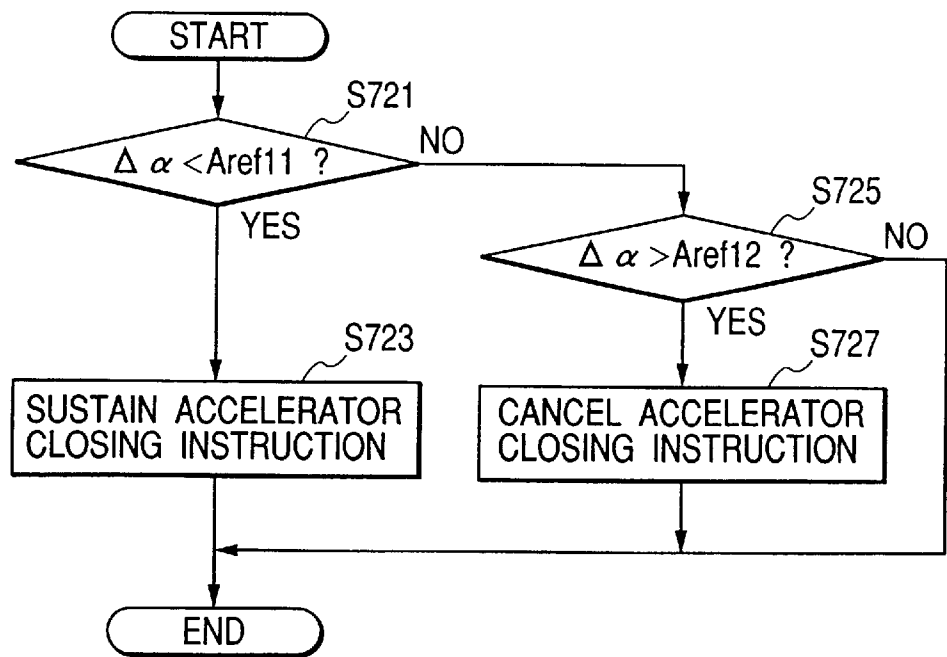 START
S721
Δ α <Aref11 ?
NO
YES
S725
Δ α >Aref12 ?
NO
YES
S723
SUSTAIN ACCELERATOR
CLOSING INSTRUCTION
S727
CANCEL ACCELERATOR
CLOSING INSTRUCTION
END